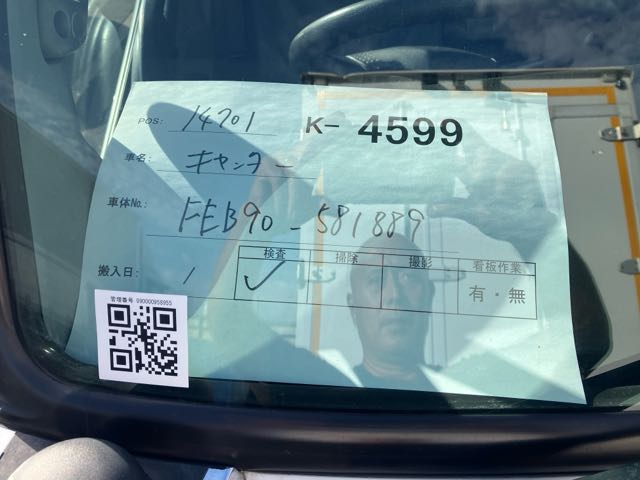 POS: 14701 K- 4599
車名: キャンター
車体No.: FEB90-581889
搬入日: / 検査 掃除 撮影 看板作業
✓ 有・無
管理番号 990000958955